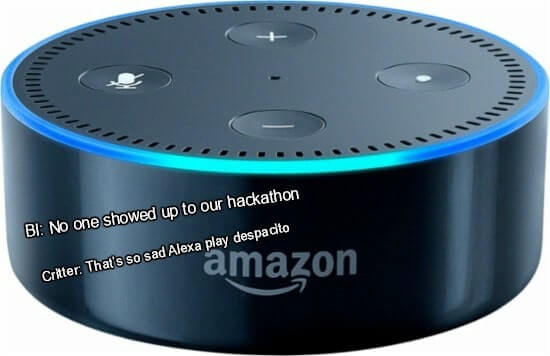 BI: No one showed up to our hackathon
Critter: That's so sad Alexa play despacito
amazon